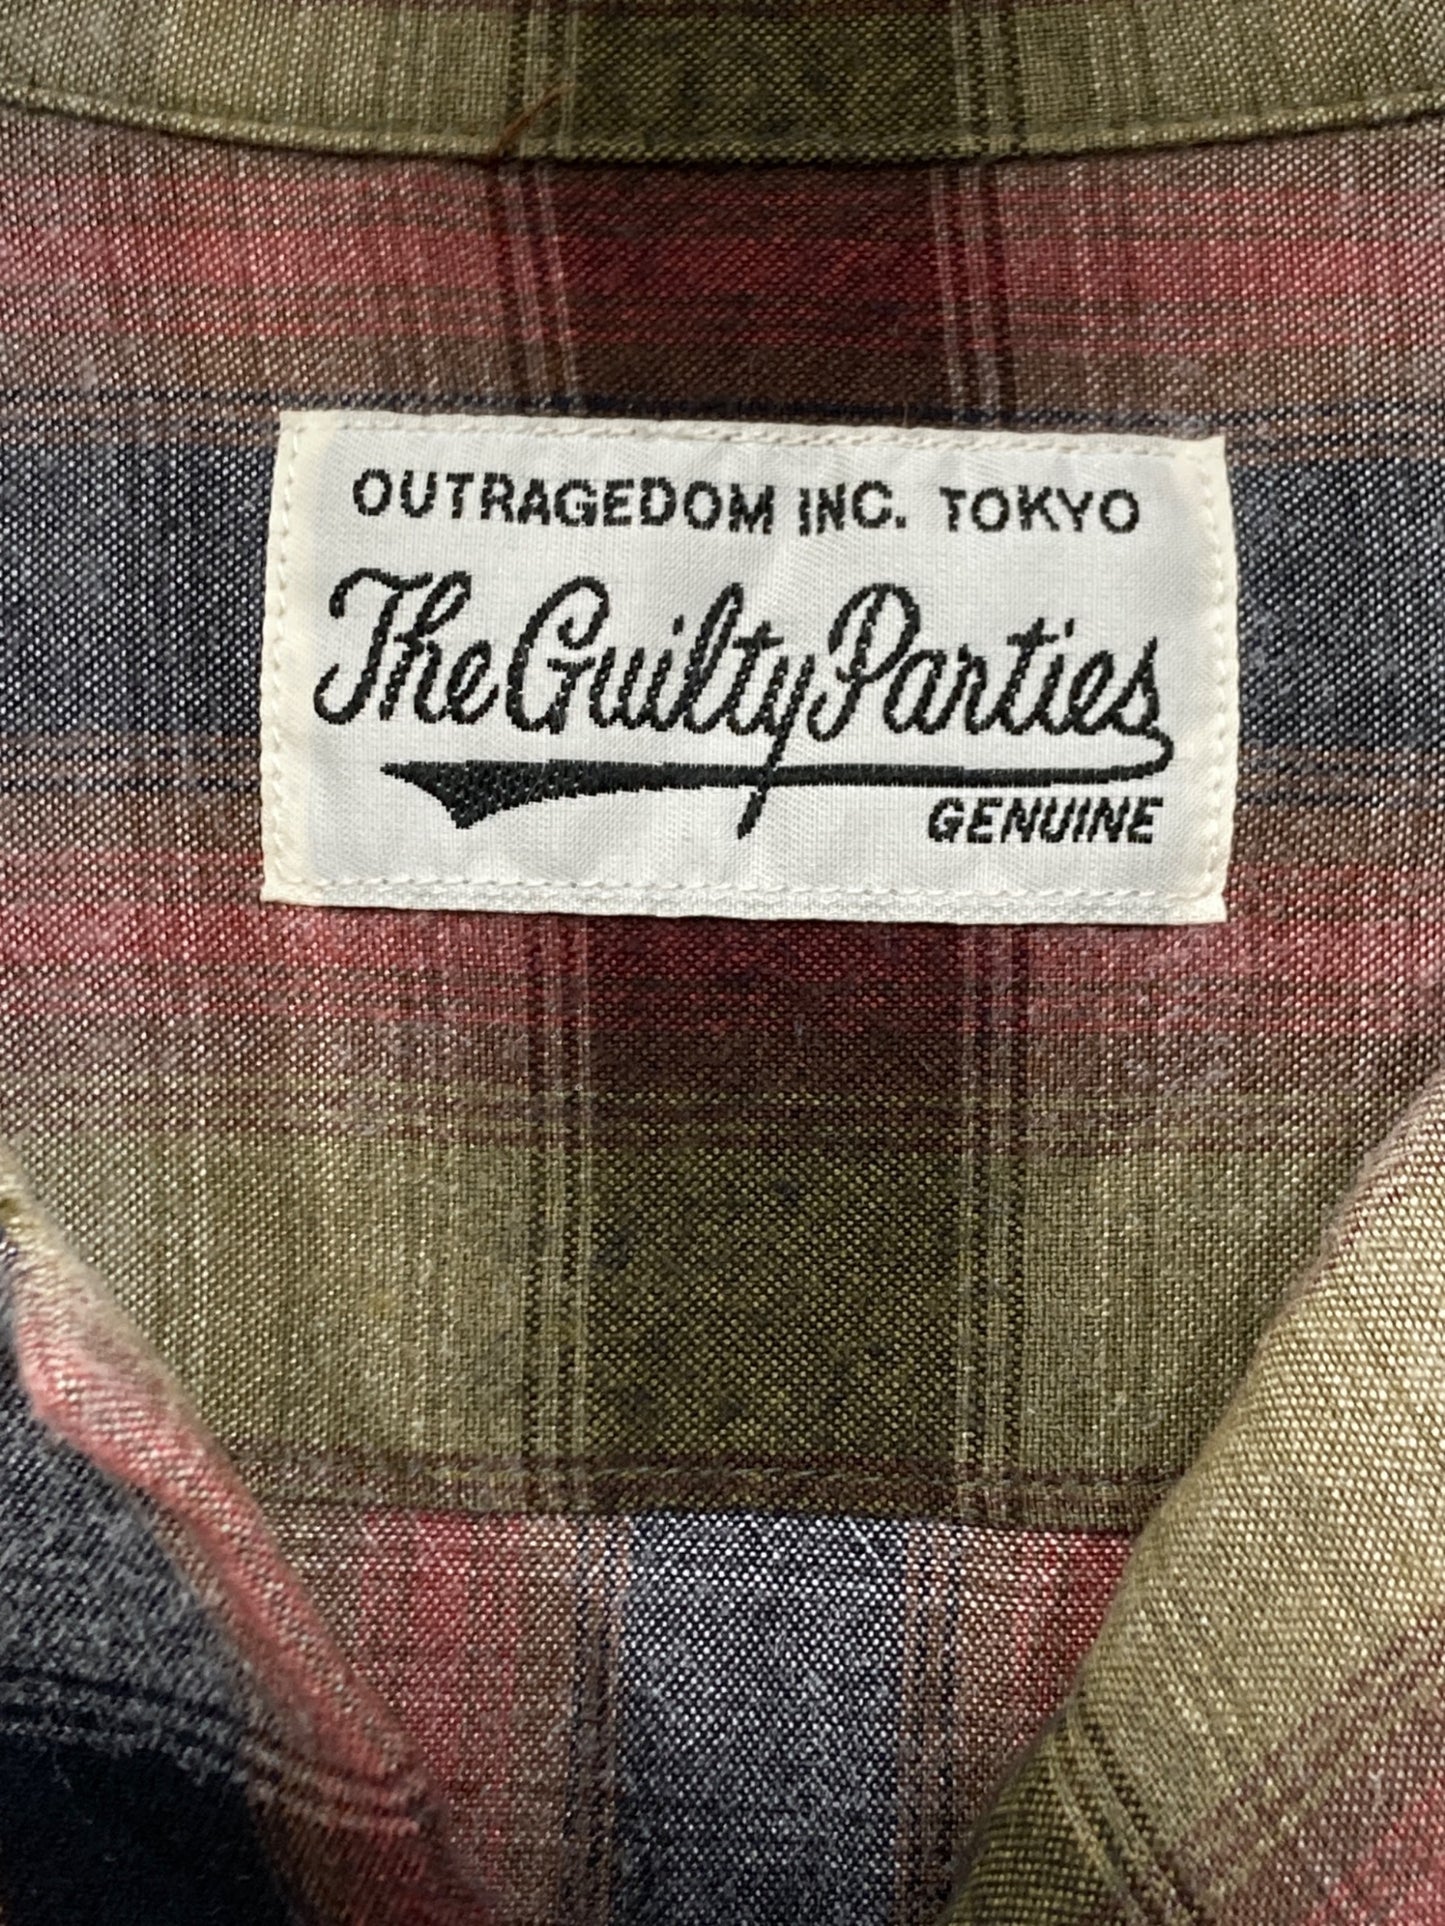 OUTRAGEDOM INC. TOKYO
The Guilty Parties
GENUINE